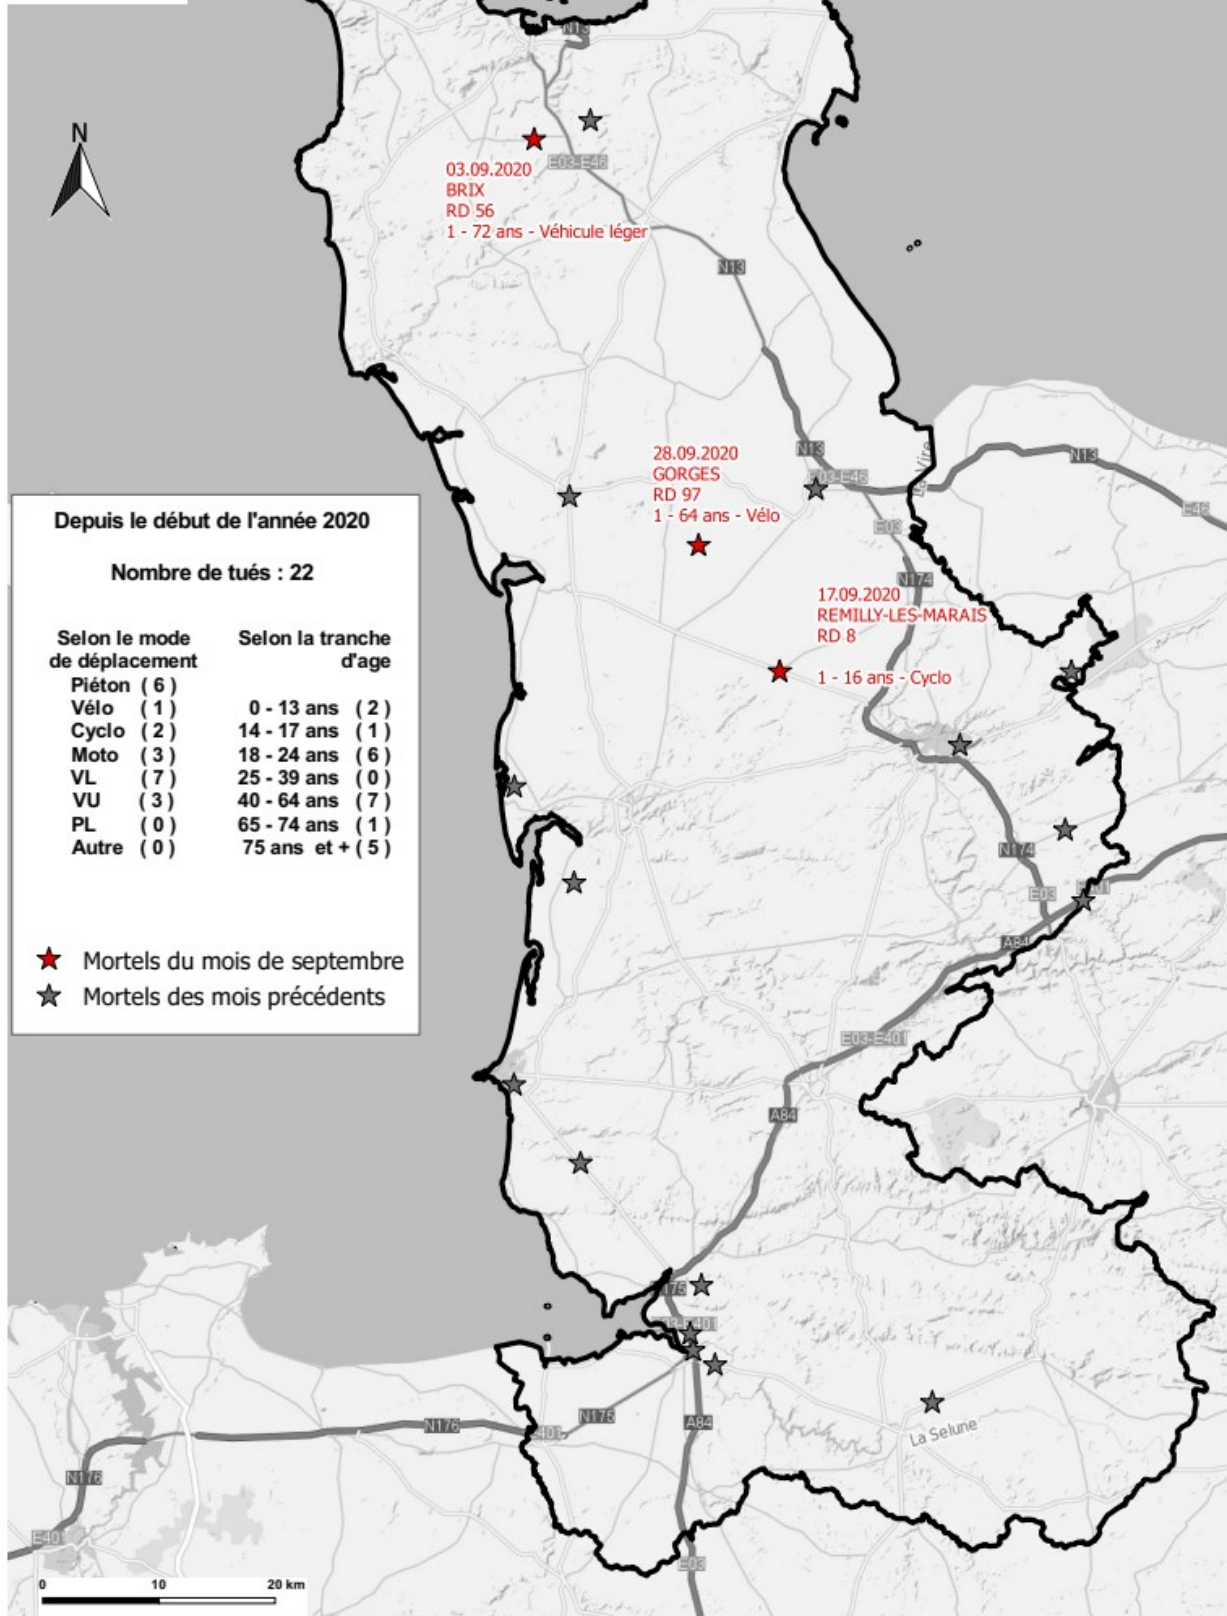 N13
N
E03-E46
03.09.2020
BRIX
RD 56
1 - 72 ans - Véhicule léger
N13
28.09.2020
GORGES
RD 97
1 - 64 ans - Vélo
N13
E03-E46
La Vire
N13
E46
E03
N174
17.09.2020
REMILLY-LES-MARAIS
RD 8
1 - 16 ans - Cyclo
Depuis le début de l'année 2020
Nombre de tués : 22
Selon le mode
de déplacement
Piéton ( 6 )
Vélo ( 1 )
Cyclo ( 2 )
Moto ( 3 )
VL ( 7 )
VU ( 3 )
PL ( 0 )
Autre ( 0 )
Selon la tranche
d'age
0 - 13 ans ( 2 )
14 - 17 ans ( 1 )
18 - 24 ans ( 6 )
25 - 39 ans ( 0 )
40 - 64 ans ( 7 )
65 - 74 ans ( 1 )
75 ans et + ( 5 )
Mortels du mois de septembre
Mortels des mois précédents
N174
E03
A84
E03-E401
A84
N175
A84
La Selune
N176
N176
E401
E03
0 10 20 km